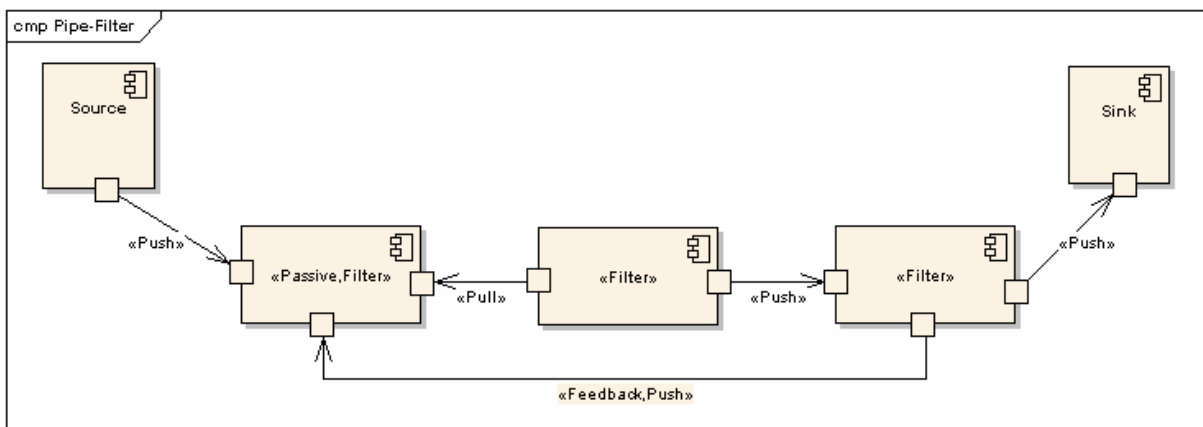 cmp Pipe-Filter
Source
Sink
«Push»
«Passive,Filter»
«Pull»
«Filter»
«Push»
«Filter»
«Push»
«Feedback,Push»